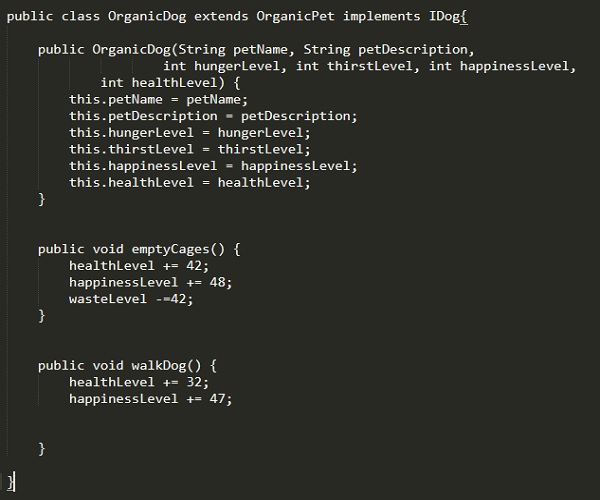 public class OrganicDog extends OrganicPet implements IDog{
public OrganicDog(String petName, String petDescription,
int hungerLevel, int thirstLevel, int happinessLevel,
int healthLevel) {
this.petName = petName;
this.petDescription = petDescription;
this.hungerLevel = hungerLevel;
this.thirstLevel = thirstLevel;
this.happinessLevel = happinessLevel;
this.healthLevel = healthLevel;
}
public void emptyCages() {
healthLevel += 42;
happinessLevel += 48;
wasteLevel -=42;
}
public void walkDog() {
healthLevel += 32;
happinessLevel += 47;
}
}